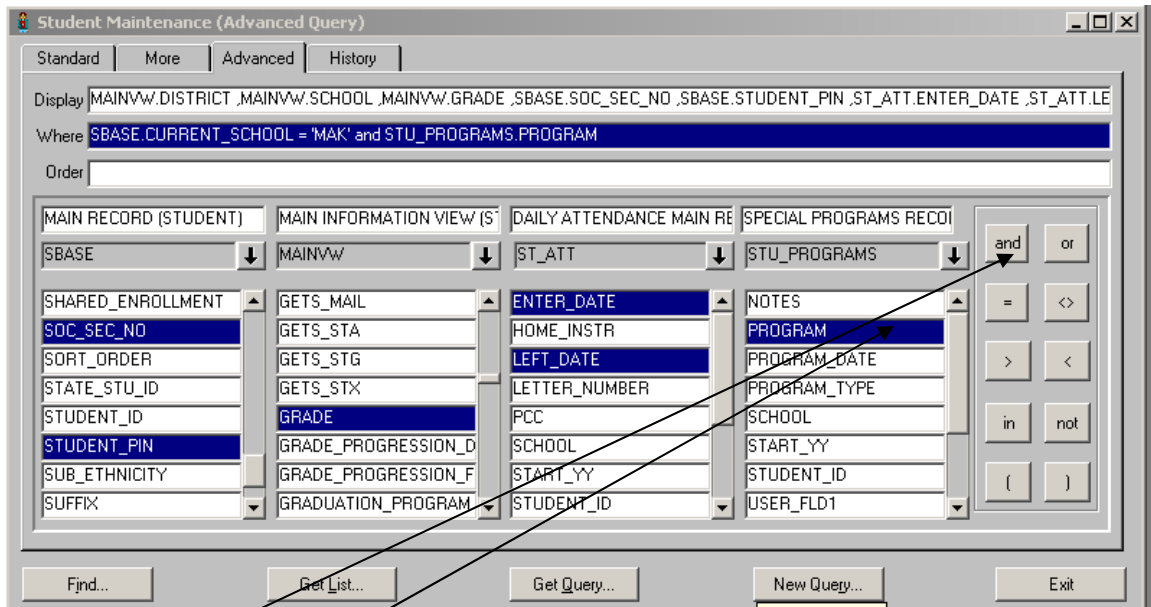 Student Maintenance (Advanced Query)
Standard More Advanced History
Display MAINVW.DISTRICT ,MAINVW.SCHOOL ,MAINVW.GRADE ,SBASE.SOC_SEC_NO ,SBASE.STUDENT_PIN ,ST_ATT.ENTER_DATE ,ST_ATT.LE
Where SBASE.CURRENT_SCHOOL = 'MAK' and STU_PROGRAMS.PROGRAM
Order
MAIN RECORD (STUDENT) MAIN INFORMATION VIEW (ST DAILY ATTENDANCE MAIN RE SPECIAL PROGRAMS RECOI
SBASE MAINVW ST_ATT STU_PROGRAMS and or
SHARED_ENROLLMENT GETS_MAIL ENTER_DATE NOTES = <>
SOC_SEC_NO GETS_STA HOME_INSTR PROGRAM
SORT_ORDER GETS_STG LEFT_DATE PROGRAM_DATE > <
STATE_STU_ID GETS_STX LETTER_NUMBER PROGRAM_TYPE
STUDENT_ID GRADE PCC SCHOOL in not
STUDENT_PIN GRADE_PROGRESSION_D SCHOOL START_YY
SUB_ETHNICITY GRADE_PROGRESSION_F START_YY STUDENT_ID ( )
SUFFIX GRADUATION_PROGRAM STUDENT_ID USER_FLD1
Find... Get List... Get Query... New Query... Exit